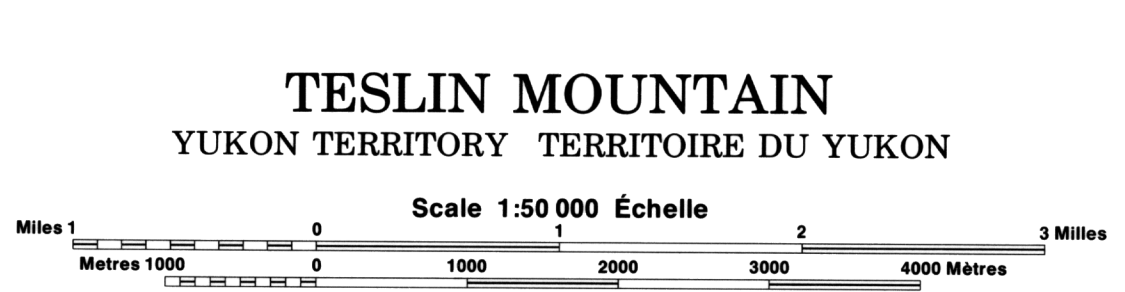 TESLIN MOUNTAIN
YUKON TERRITORY TERRITOIRE DU YUKON
Scale 1:50 000 Échelle
Miles 1 0 1 2 3 Milles
Metres 1000 0 1000 2000 3000 4000 Mètres